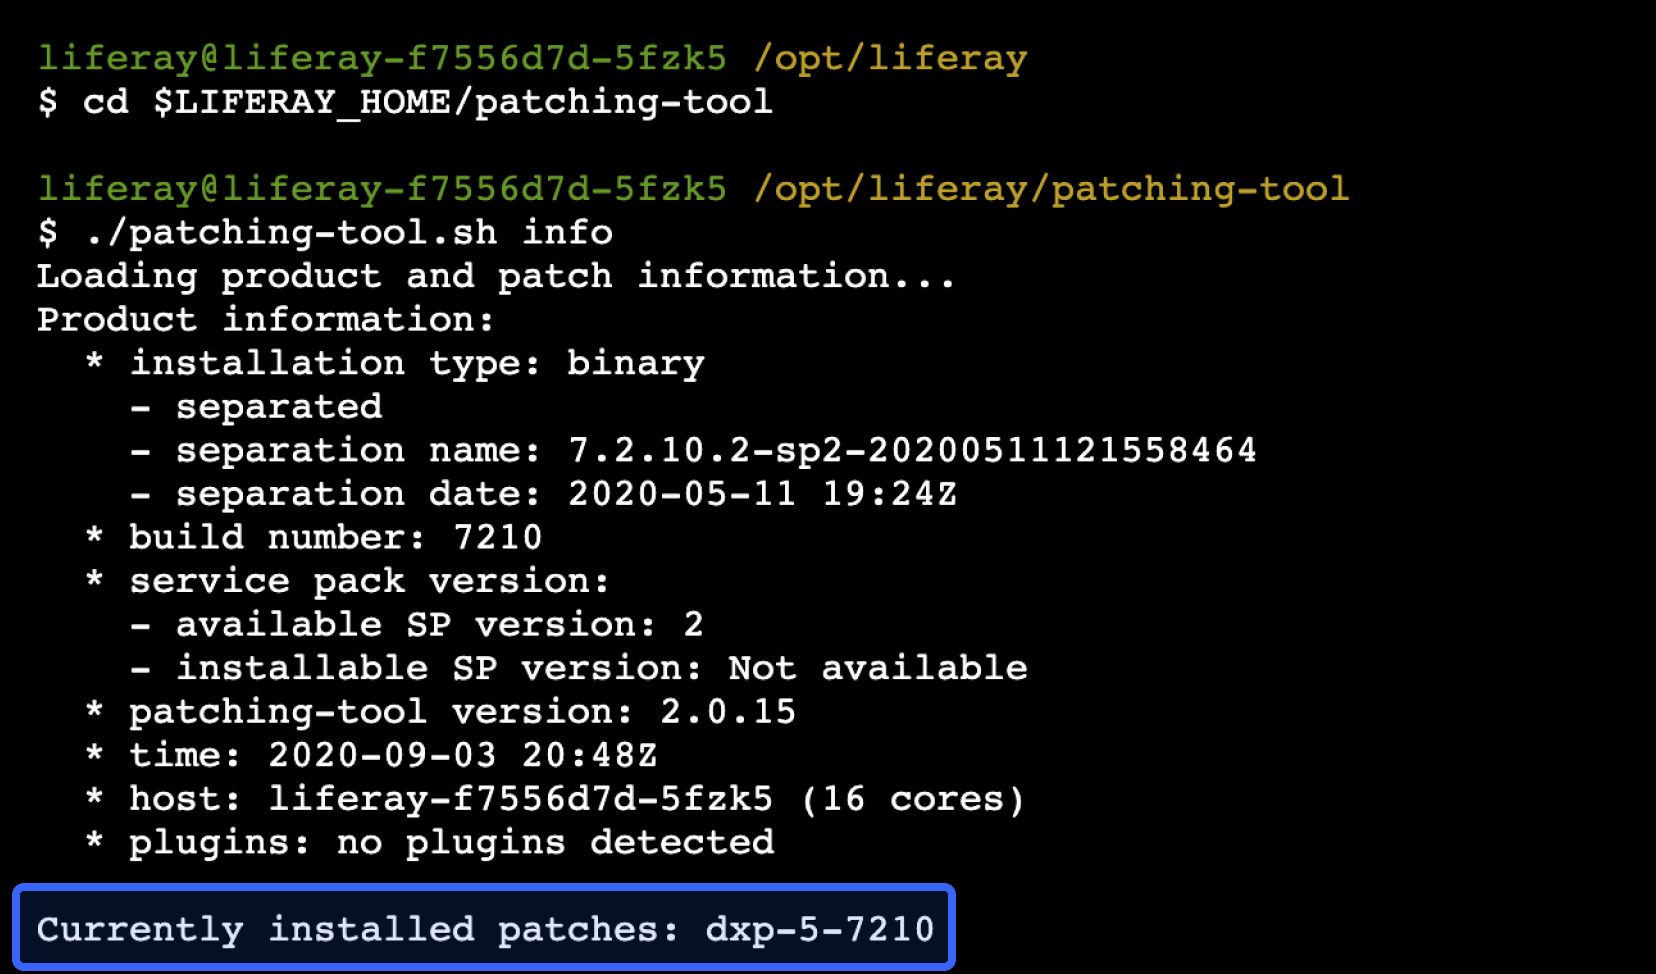 liferay@liferay-f7556d7d-5fzk5 /opt/liferay
$ cd $LIFERAY_HOME/patching-tool
liferay@liferay-f7556d7d-5fzk5 /opt/liferay/patching-tool
$ ./patching-tool.sh info
Loading product and patch information...
Product information:
  * installation type: binary
    - separated
    - separation name: 7.2.10.2-sp2-20200511121558464
    - separation date: 2020-05-11 19:24Z
  * build number: 7210
  * service pack version:
    - available SP version: 2
    - installable SP version: Not available
  * patching-tool version: 2.0.15
  * time: 2020-09-03 20:48Z
  * host: liferay-f7556d7d-5fzk5 (16 cores)
  * plugins: no plugins detected
Currently installed patches: dxp-5-7210